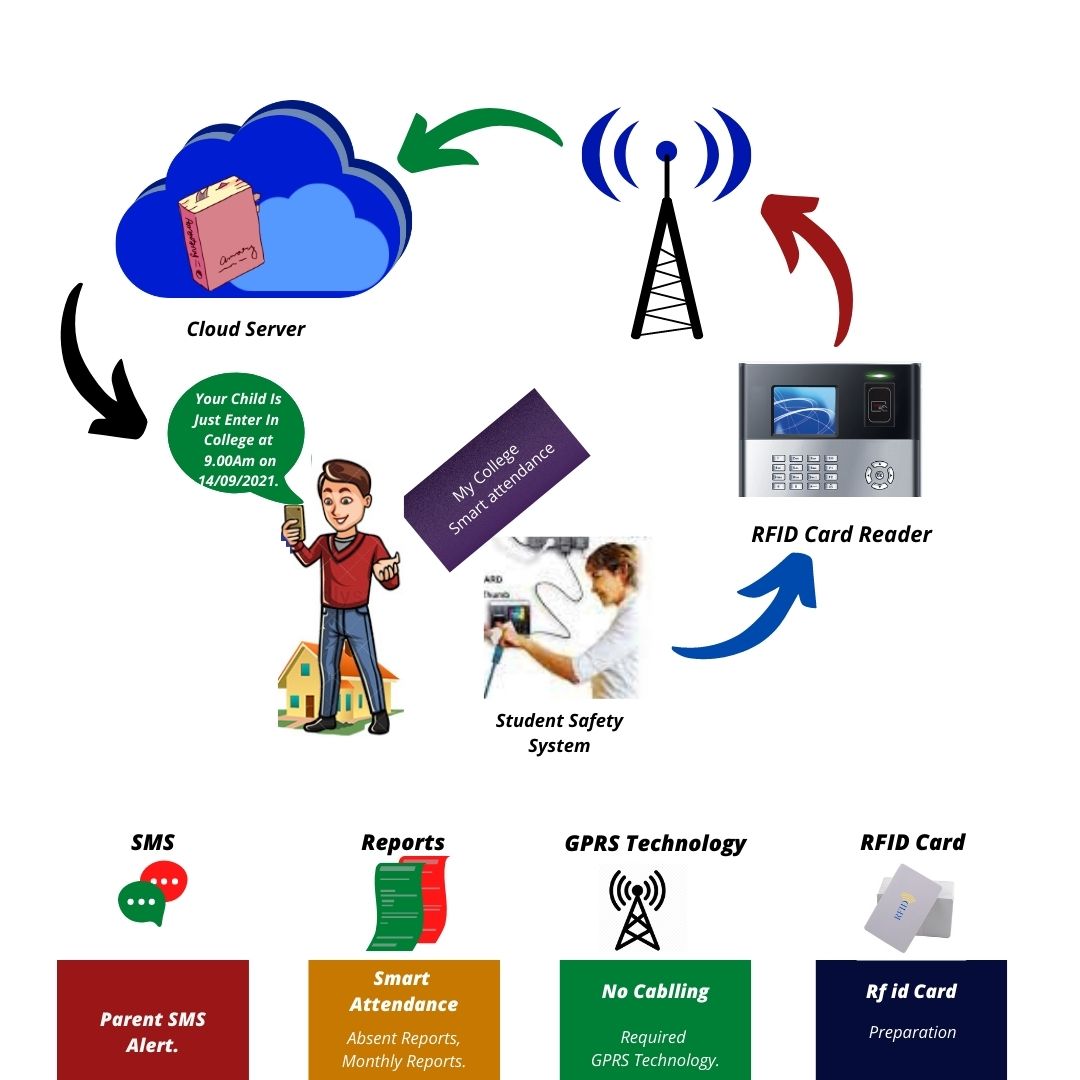 Cloud Server
Your Child Is
Just Enter In
College at
9.00Am on
14/09/2021.
My College
Smart attendance
RFID Card Reader
ARD
Thumb
Student Safety
System
SMS
Reports
GPRS Technology
RFID Card
RFID
Parent SMS
Alert.
Smart
Attendance
Absent Reports,
Monthly Reports.
No Cablling
Required
GPRS Technology.
Rf id Card
Preparation